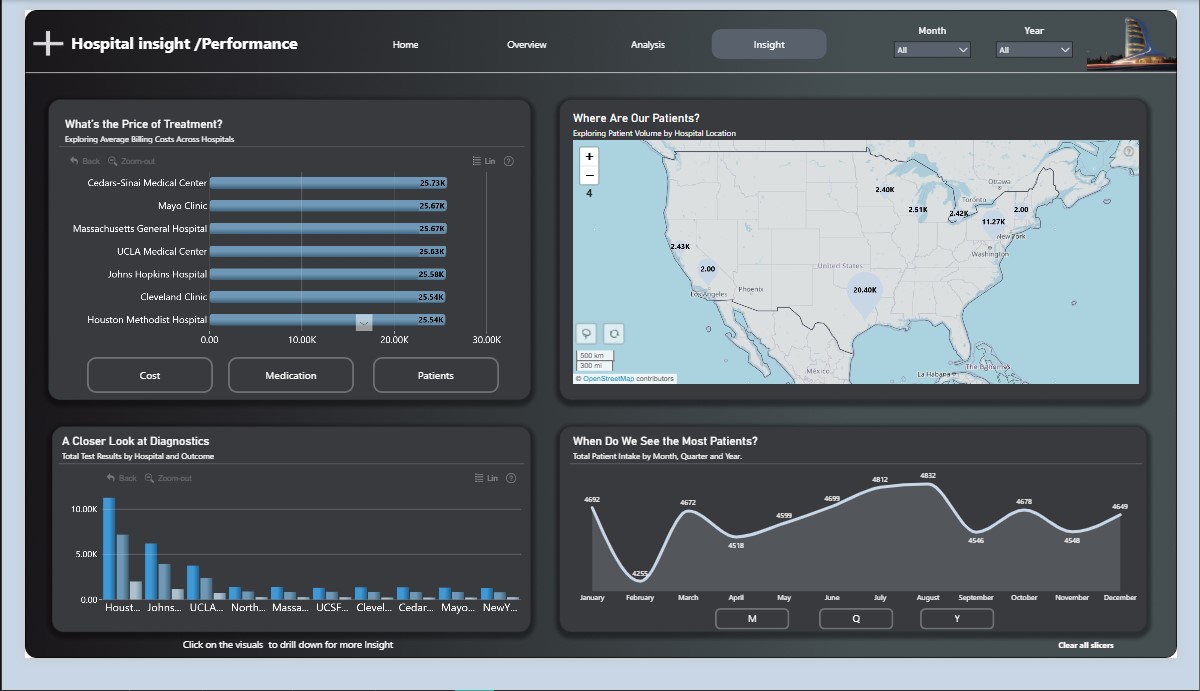 Hospital insight /Performance
Home
Overview
Analysis
Insight
Month
All
Year
All
What's the Price of Treatment?
Exploring Average Billing Costs Across Hospitals
Back
Zoom-out
Lin
?
Cedars-Sinai Medical Center 25.73K
Mayo Clinic 25.67K
Massachusetts General Hospital 25.67K
UCLA Medical Center 25.63K
Johns Hopkins Hospital 25.58K
Cleveland Clinic 25.54K
Houston Methodist Hospital 25.54K
0.00 10.00K 20.00K 30.00K
Cost
Medication
Patients
Where Are Our Patients?
Exploring Patient Volume by Hospital Location
+
−
4
?
2.40K
Ottawa
Toronto
2.51K
2.42K
2.00
11.27K
New York
2.43K
Washington
2.00
United States
Los Angeles
Phoenix
20.40K
500 km
300 mi
México
La Habana
The Bahamas
© OpenStreetMap contributors
A Closer Look at Diagnostics
Total Test Results by Hospital and Outcome
Back
Zoom-out
Lin
?
10.00K
5.00K
0.00
Houst... Johns... UCLA... North... Massa... UCSF... Clevel... Cedar... Mayo... NewY...
When Do We See the Most Patients?
Total Patient Intake by Month, Quarter and Year.
4692
4255
4672
4518
4599
4699
4812
4832
4546
4678
4548
4649
January February March April May June July August September October November December
M
Q
Y
Click on the visuals to drill down for more Insight
Clear all slicers